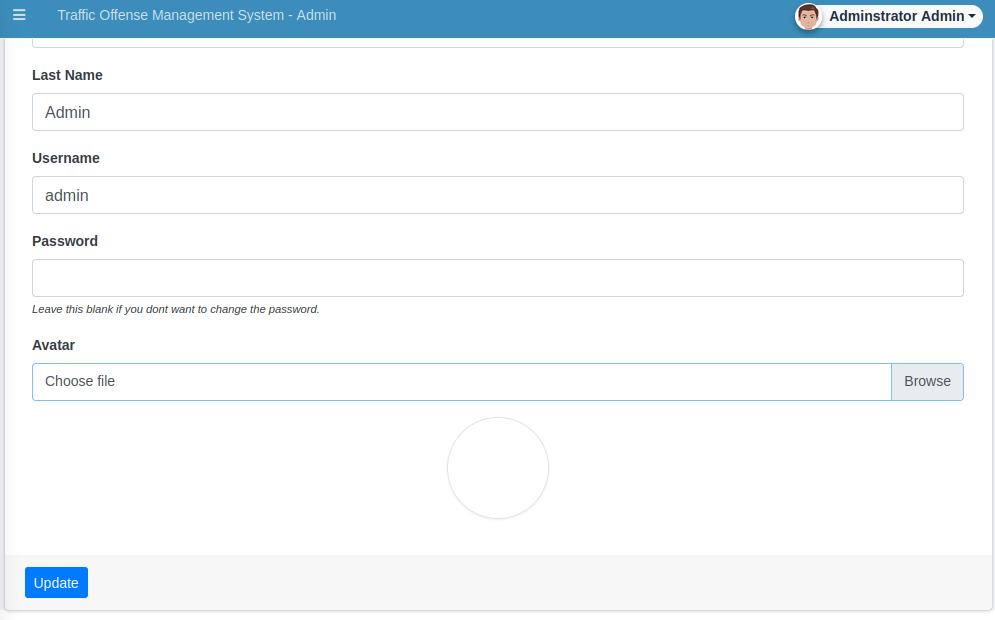 Traffic Offense Management System - Admin
Adminstrator Admin
Last Name
Admin
Username
admin
Password
Leave this blank if you dont want to change the password.
Avatar
Choose file
Browse
Update